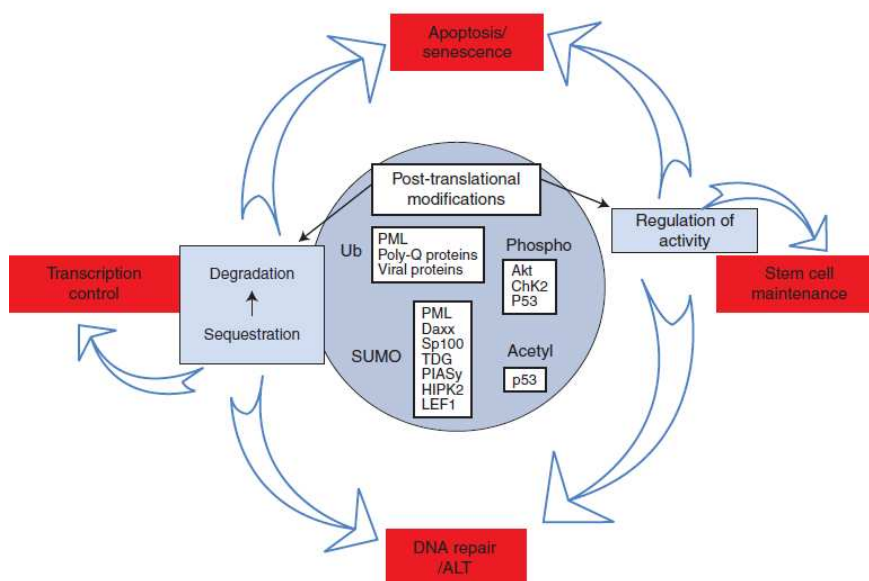 Apoptosis/
senescence
Post-translational
modifications
Regulation of
activity
Ub
PML
Poly-Q proteins
Viral proteins
Phospho
Akt
ChK2
P53
Transcription
control
Degradation
Sequestration
Stem cell
maintenance
SUMO
PML
Daxx
Sp100
TDG
PIASy
HIPK2
LEF1
Acetyl
p53
DNA repair
/ALT